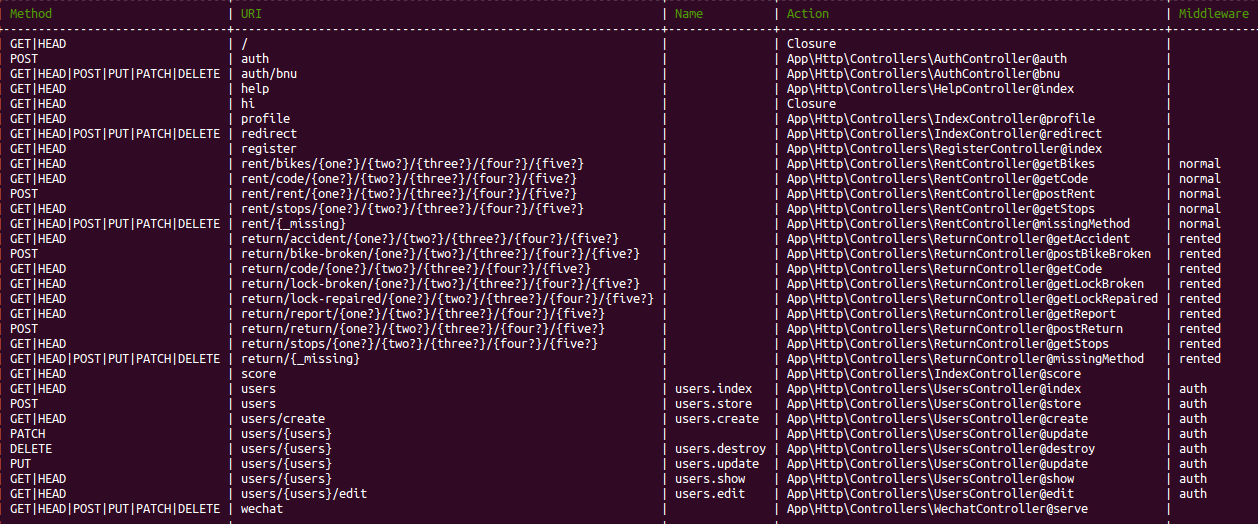 | Method | URI | Name | Action | Middleware
| GET|HEAD | / | | Closure |
| POST | auth | | App\Http\Controllers\AuthController@auth |
| GET|HEAD|POST|PUT|PATCH|DELETE | auth/bnu | | App\Http\Controllers\AuthController@bnu |
| GET|HEAD | help | | App\Http\Controllers\HelpController@index |
| GET|HEAD | hi | | Closure |
| GET|HEAD | profile | | App\Http\Controllers\IndexController@profile |
| GET|HEAD|POST|PUT|PATCH|DELETE | redirect | | App\Http\Controllers\IndexController@redirect |
| GET|HEAD | register | | App\Http\Controllers\RegisterController@index |
| GET|HEAD | rent/bikes/{one?}/{two?}/{three?}/{four?}/{five?} | | App\Http\Controllers\RentController@getBikes | normal
| GET|HEAD | rent/code/{one?}/{two?}/{three?}/{four?}/{five?} | | App\Http\Controllers\RentController@getCode | normal
| POST | rent/rent/{one?}/{two?}/{three?}/{four?}/{five?} | | App\Http\Controllers\RentController@postRent | normal
| GET|HEAD | rent/stops/{one?}/{two?}/{three?}/{four?}/{five?} | | App\Http\Controllers\RentController@getStops | normal
| GET|HEAD|POST|PUT|PATCH|DELETE | rent/{_missing} | | App\Http\Controllers\RentController@missingMethod | normal
| GET|HEAD | return/accident/{one?}/{two?}/{three?}/{four?}/{five?} | | App\Http\Controllers\ReturnController@getAccident | rented
| POST | return/bike-broken/{one?}/{two?}/{three?}/{four?}/{five?} | | App\Http\Controllers\ReturnController@postBikeBroken | rented
| GET|HEAD | return/code/{one?}/{two?}/{three?}/{four?}/{five?} | | App\Http\Controllers\ReturnController@getCode | rented
| GET|HEAD | return/lock-broken/{one?}/{two?}/{three?}/{four?}/{five?} | | App\Http\Controllers\ReturnController@getLockBroken | rented
| GET|HEAD | return/lock-repaired/{one?}/{two?}/{three?}/{four?}/{five?} | | App\Http\Controllers\ReturnController@getLockRepaired | rented
| GET|HEAD | return/report/{one?}/{two?}/{three?}/{four?}/{five?} | | App\Http\Controllers\ReturnController@getReport | rented
| POST | return/return/{one?}/{two?}/{three?}/{four?}/{five?} | | App\Http\Controllers\ReturnController@postReturn | rented
| GET|HEAD | return/stops/{one?}/{two?}/{three?}/{four?}/{five?} | | App\Http\Controllers\ReturnController@getStops | rented
| GET|HEAD|POST|PUT|PATCH|DELETE | return/{_missing} | | App\Http\Controllers\ReturnController@missingMethod | rented
| GET|HEAD | score | | App\Http\Controllers\IndexController@score |
| GET|HEAD | users | users.index | App\Http\Controllers\UsersController@index | auth
| POST | users | users.store | App\Http\Controllers\UsersController@store | auth
| GET|HEAD | users/create | users.create | App\Http\Controllers\UsersController@create | auth
| PATCH | users/{users} | | App\Http\Controllers\UsersController@update | auth
| DELETE | users/{users} | users.destroy | App\Http\Controllers\UsersController@destroy | auth
| PUT | users/{users} | users.update | App\Http\Controllers\UsersController@update | auth
| GET|HEAD | users/{users} | users.show | App\Http\Controllers\UsersController@show | auth
| GET|HEAD | users/{users}/edit | users.edit | App\Http\Controllers\UsersController@edit | auth
| GET|HEAD|POST|PUT|PATCH|DELETE | wechat | | App\Http\Controllers\WechatController@serve |